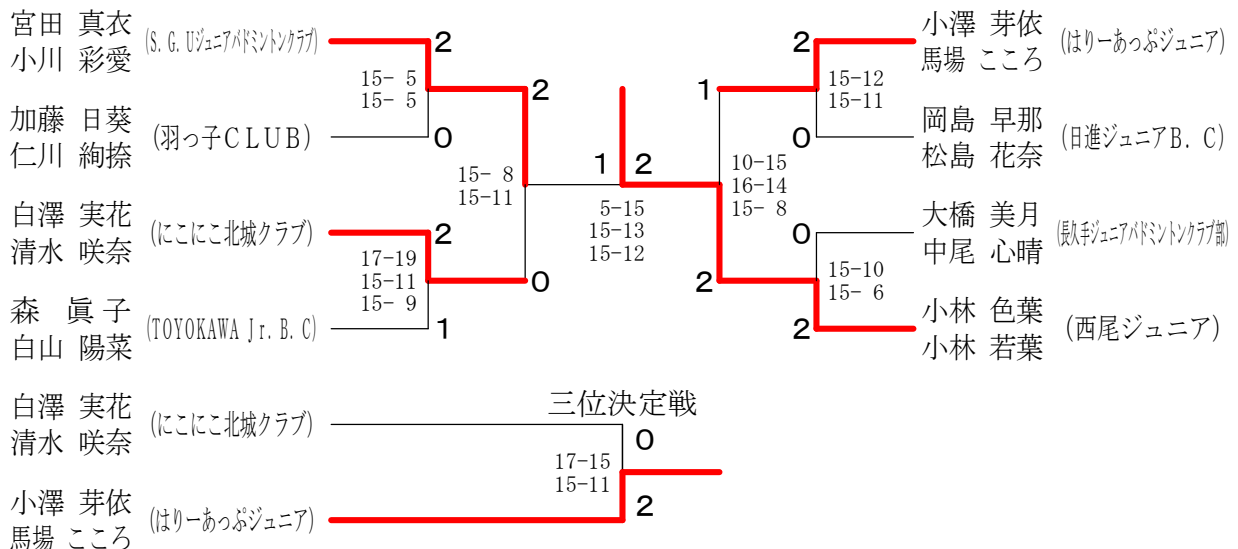 宮田 真衣
小川 彩愛
(S. G. Uジュニアバドミントンクラブ)
2
15- 5
15- 5
加藤 日葵
仁川 絢捺
(羽っ子CLUB)
0
2
15- 8
15-11
白澤 実花
清水 咲奈
(にこにこ北城クラブ)
2
17-19
15-11
15- 9
0
森 眞子
白山 陽菜
(TOYOKAWA Jr. B. C)
1
1 2
5-15
15-13
15-12
小澤 芽依
馬場 こころ
(はりーあっぷジュニア)
2
15-12
15-11
1
岡島 早那
松島 花奈
(日進ジュニアB. C)
0
10-15
16-14
15- 8
大橋 美月
中尾 心晴
(長久手ジュニアバドミントンクラブ部)
0
15-10
15- 6
2
小林 色葉
小林 若葉
(西尾ジュニア)
2
三位決定戦
白澤 実花
清水 咲奈
(にこにこ北城クラブ)
0
17-15
15-11
小澤 芽依
馬場 こころ
(はりーあっぷジュニア)
2